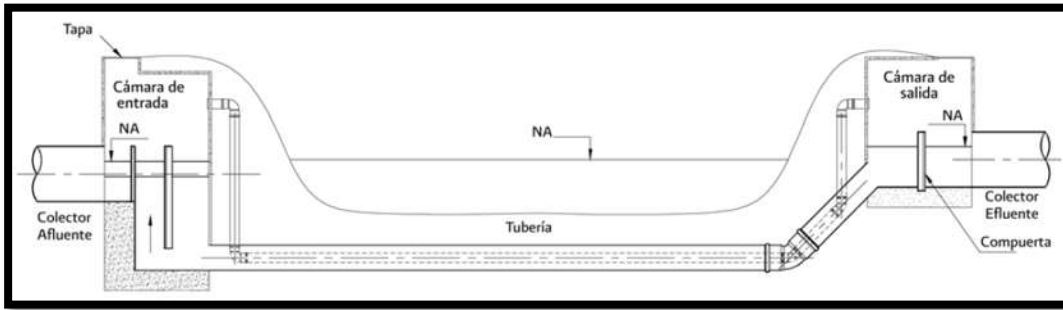 Tapa
Cámara de
entrada
NA
Colector
Afluente
NA
Tubería
Cámara de
salida
NA
Colector
Efluente
Compuerta